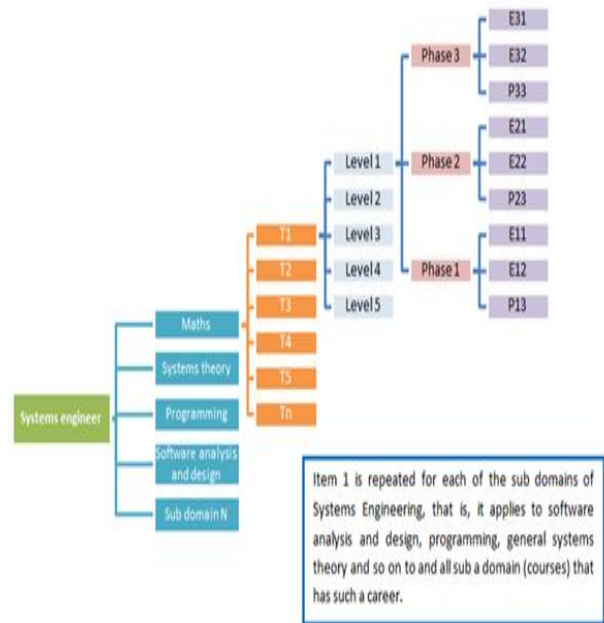 E31
Phase 3
E32
P33
E21
Level 1
Phase 2
E22
Level 2
P23
T1
Level 3
E11
T2
Level 4
Phase 1
E12
T3
Level 5
P13
Maths
T4
Systems theory
T5
Systems engineer
Programming
Tn
Software analysis
and design
Sub domain N
Item 1 is repeated for each of the sub domains of
Systems Engineering, that is, it applies to software
analysis and design, programming, general systems
theory and so on to and all sub a domain (courses) that
has such a career.